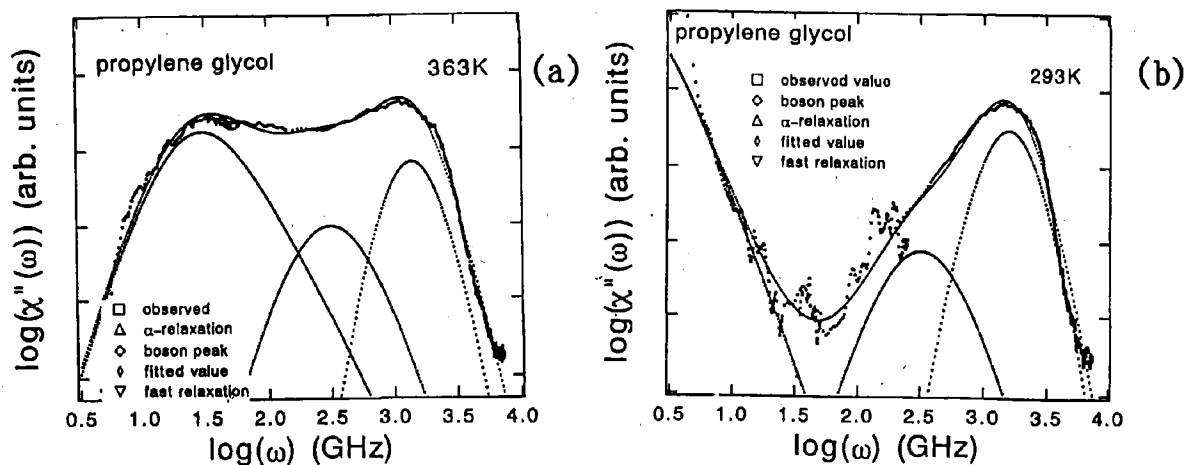 propylene glycol
363K
(a)
log(χ"(ω)) (arb. units)
□ observed
△ α-relaxation
◇ boson peak
◊ fitted value
▽ fast relaxation
0.5 1.0 1.5 2.0 2.5 3.0 3.5 4.0
log(ω) (GHz)
propylene glycol
293K
(b)
log(χ"(ω)) (arb. units)
□ observod valuo
◇ boson peak
△ α-relaxation
◊ fitted value
▽ fast relaxation
0.5 1.0 1.5 2.0 2.5 3.0 3.5 4.0
log(ω) (GHz)